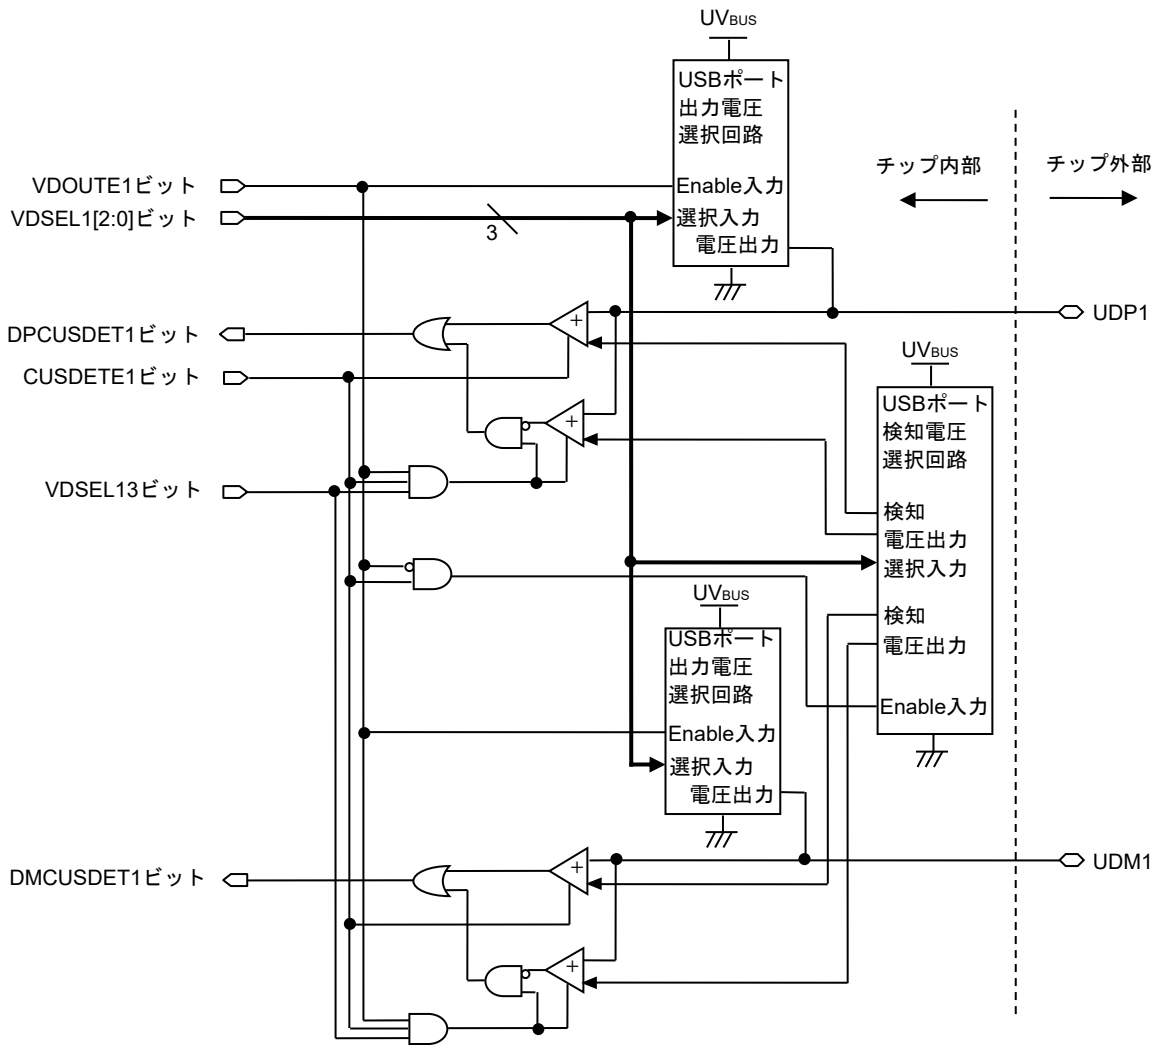 UVBUS
USBポート
出力電圧
選択回路
チップ内部
チップ外部
VDOUTE1ビット
Enable入力
VDSEL1[2:0]ビット
3
選択入力
電圧出力
UDP1
DPCUSDET1ビット
+
UVBUS
CUSDETE1ビット
USBポート
検知電圧
選択回路
+
VDSEL13ビット
検知
電圧出力
選択入力
UVBUS
検知
USBポート
電圧出力
出力電圧
選択回路
Enable入力
Enable入力
選択入力
電圧出力
UDM1
DMCUSDET1ビット
+
+